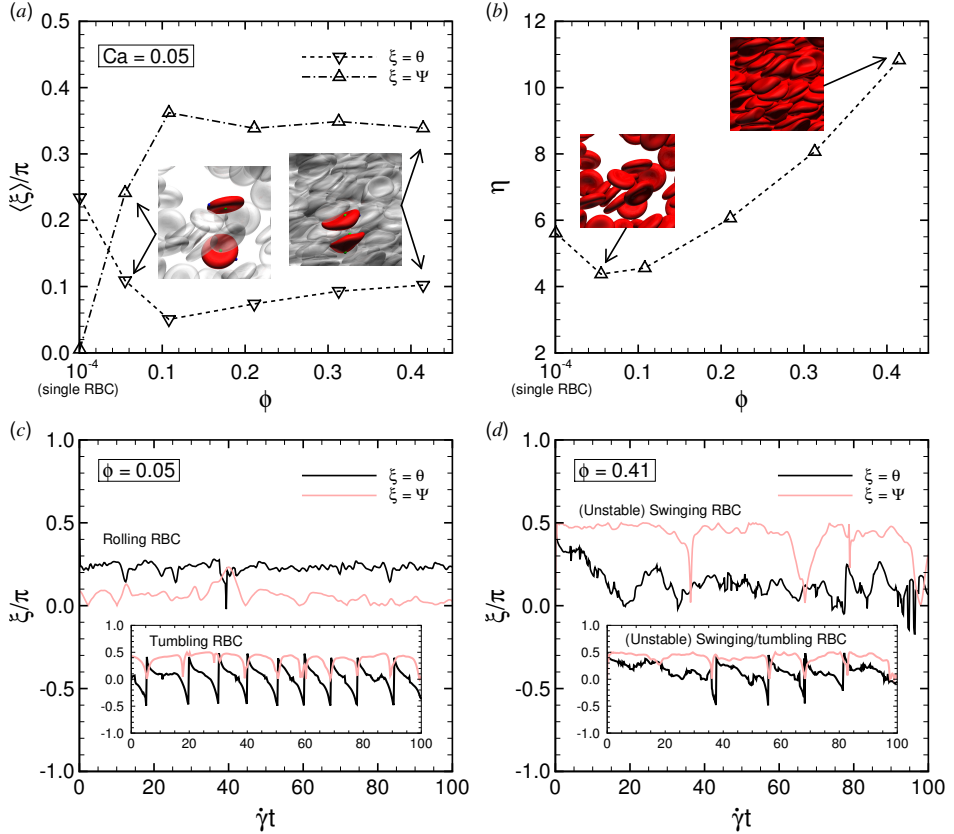 (a)
Ca = 0.05
ξ = θ
ξ = Ψ
⟨ξ⟩/π
0.5
0.4
0.3
0.2
0.1
0.0
10⁻⁴ 0.1 0.2 0.3 0.4
(single RBC)
ϕ
(b)
η
12
10
8
6
4
2
10⁻⁴ 0.1 0.2 0.3 0.4
(single RBC)
ϕ
(c)
ϕ = 0.05
ξ = θ
ξ = Ψ
Rolling RBC
ξ/π
1.0
0.5
0.0
-0.5
-1.0
Tumbling RBC
1.0
0.5
0.0
-0.5
-1.0
0 20 40 60 80 100
0 20 40 60 80 100
γ̇t
(d)
ϕ = 0.41
ξ = θ
ξ = Ψ
(Unstable) Swinging RBC
ξ/π
1.0
0.5
0.0
-0.5
-1.0
(Unstable) Swinging/tumbling RBC
1.0
0.5
0.0
-0.5
-1.0
0 20 40 60 80 100
0 20 40 60 80 100
γ̇t